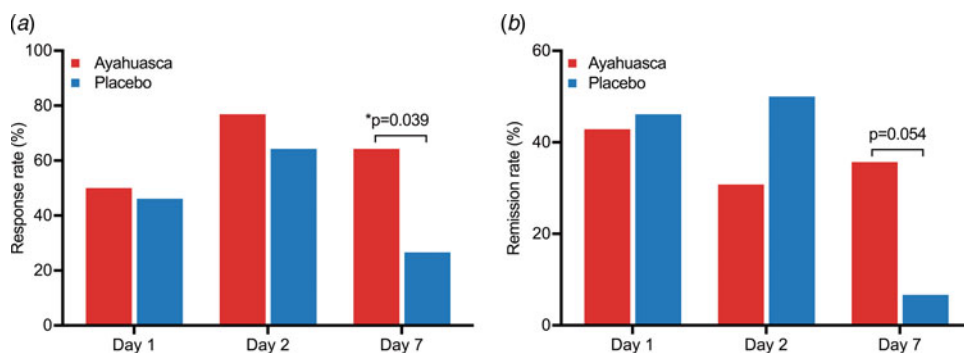 (a)
100
80
60
40
20
0
Response rate (%)
Ayahuasca
Placebo
*p=0.039
Day 1
Day 2
Day 7
(b)
60
40
20
0
Remission rate (%)
Ayahuasca
Placebo
p=0.054
Day 1
Day 2
Day 7